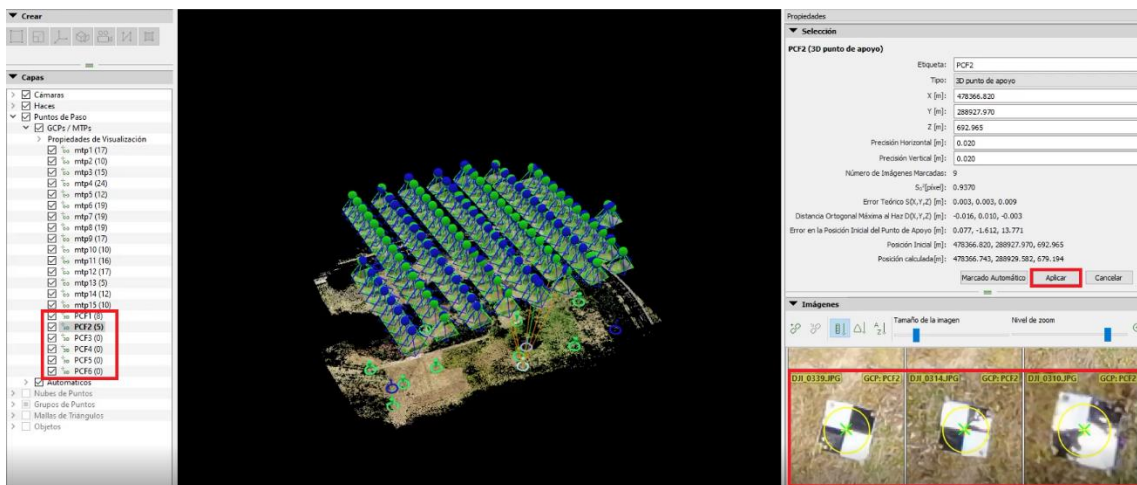 Crear
Capas
Cámaras
Haces
Puntos de Paso
GCPs / MTPs
Propiedades de Visualización
mtp1 (17)
mtp2 (10)
mtp3 (15)
mtp4 (24)
mtp5 (12)
mtp6 (19)
mtp7 (19)
mtp8 (19)
mtp9 (17)
mtp10 (10)
mtp11 (16)
mtp12 (17)
mtp13 (5)
mtp14 (12)
mtp15 (10)
PCF1 (8)
PCF2 (5)
PCF3 (0)
PCF4 (0)
PCF5 (0)
PCF6 (0)
Automáticos
Nubes de Puntos
Grupos de Puntos
Mallas de Triángulos
Objetos
Propiedades
Selección
PCF2 (3D punto de apoyo)
Etiqueta: PCF2
Tipo: 3D punto de apoyo
X [m]: 478366.820
Y [m]: 288927.970
Z [m]: 692.965
Precisión Horizontal [m]: 0.020
Precisión Vertical [m]: 0.020
Número de Imágenes Marcadas: 9
S₀²[pixel]: 0.9370
Error Teórico S(X,Y,Z) [m]: 0.003, 0.003, 0.009
Distancia Ortogonal Máxima al Haz D(X,Y,Z) [m]: -0.016, 0.010, -0.003
Error en la Posición Inicial del Punto de Apoyo [m]: 0.077, -1.612, 13.771
Posición Inicial [m]: 478366.820, 288927.970, 692.965
Posición calculada[m]: 478366.743, 288929.582, 679.194
Marcado Automático Aplicar Cancelar
Imágenes
Tamaño de la imagen Nivel de zoom
DJI_0339.JPG GCP: PCF2 DJI_0314.JPG GCP: PCF2 DJI_0310.JPG GCP: PCF2